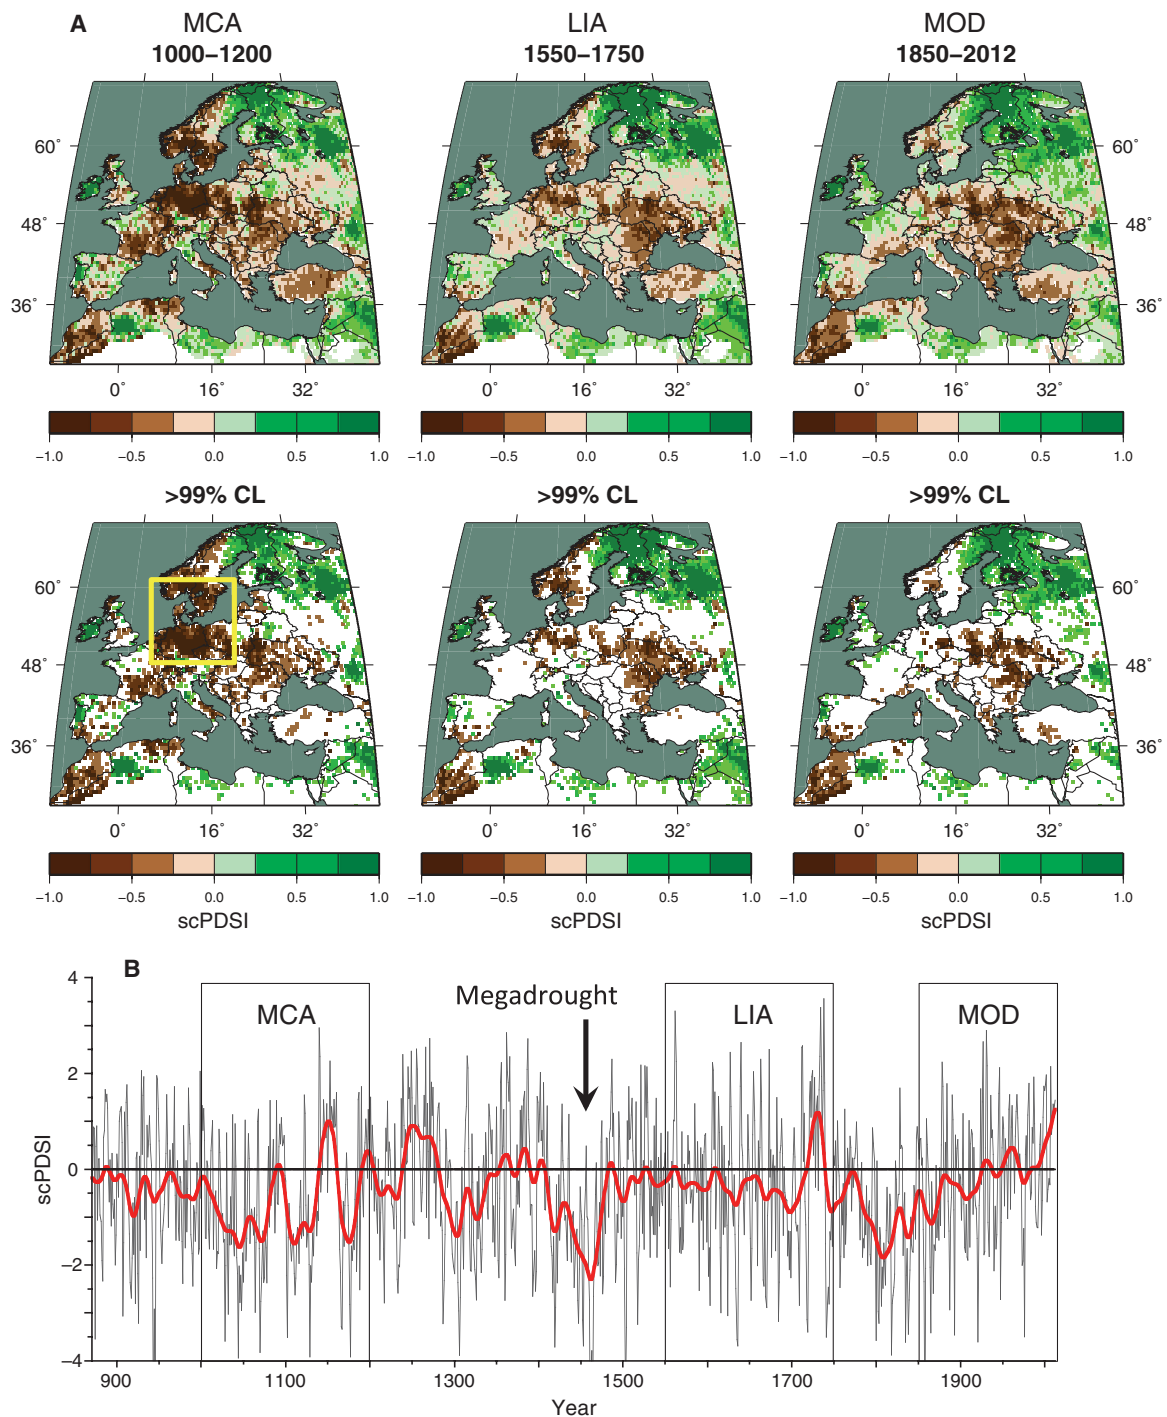 A
MCA LIA MOD
1000–1200 1550–1750 1850–2012
60° 60°
48° 48°
36° 36°
0° 16° 32° 0° 16° 32° 0° 16° 32°
−1.0 −0.5 0.0 0.5 1.0 −1.0 −0.5 0.0 0.5 1.0 −1.0 −0.5 0.0 0.5 1.0
>99% CL >99% CL >99% CL
60° 60°
48° 48°
36° 36°
0° 16° 32° 0° 16° 32° 0° 16° 32°
−1.0 −0.5 0.0 0.5 1.0 −1.0 −0.5 0.0 0.5 1.0 −1.0 −0.5 0.0 0.5 1.0
scPDSI scPDSI scPDSI
B
4
Megadrought
MCA LIA MOD
2
0
scPDSI
−2
−4
900 1100 1300 1500 1700 1900
Year